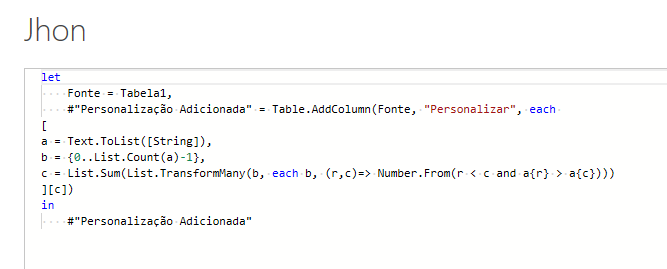 Jhon
let
Fonte = Tabela1,
#"Personalização Adicionada" = Table.AddColumn(Fonte, "Personalizar", each
[
a = Text.ToList([String]),
b = {0..List.Count(a)-1},
c = List.Sum(List.TransformMany(b, each b, (r,c)=> Number.From(r < c and a{r} > a{c})))
][c])
in
#"Personalização Adicionada"